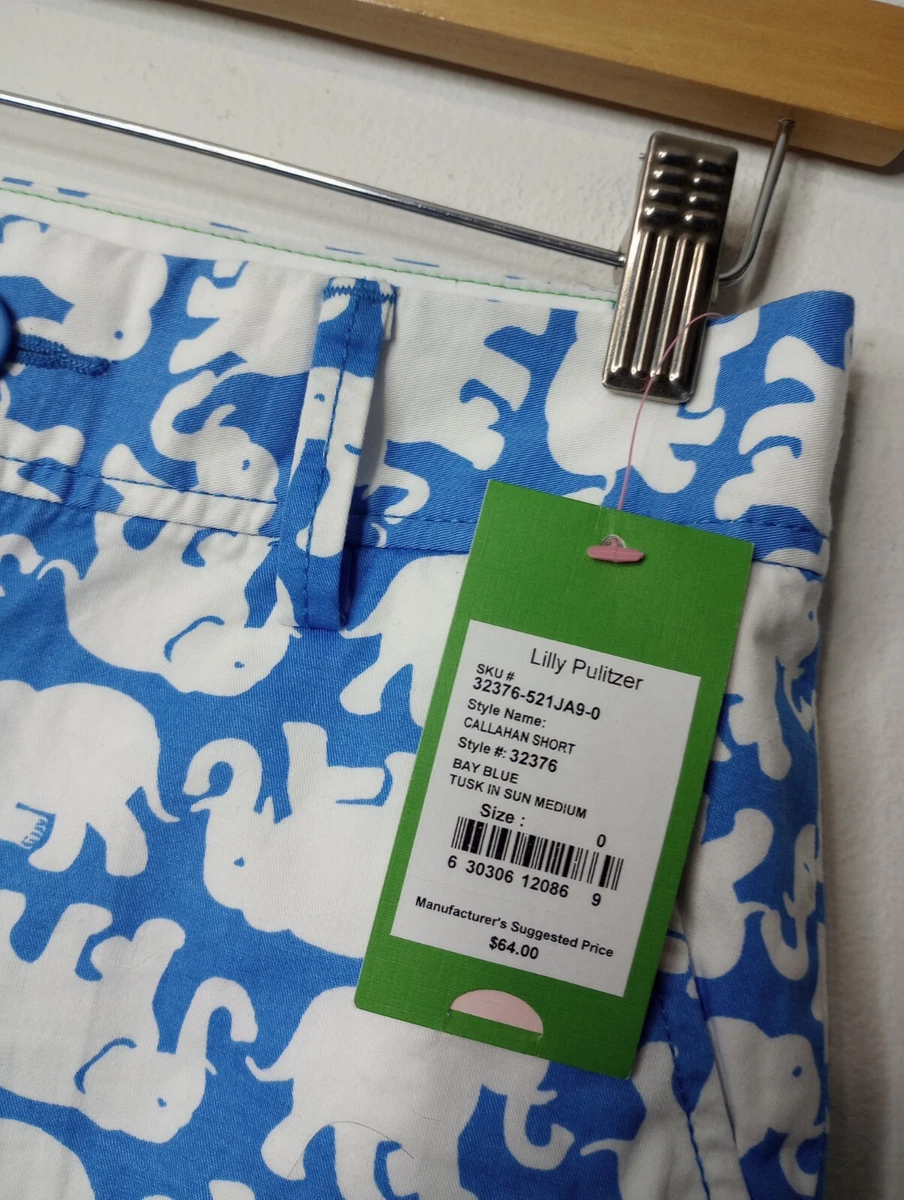 Lilly Pulitzer
SKU #
32376-521JA9-0
Style Name:
CALLAHAN SHORT
Style #: 32376
BAY BLUE
TUSK IN SUN MEDIUM
Size : 0
6 30306 12086 9
Manufacturer's Suggested Price
$64.00